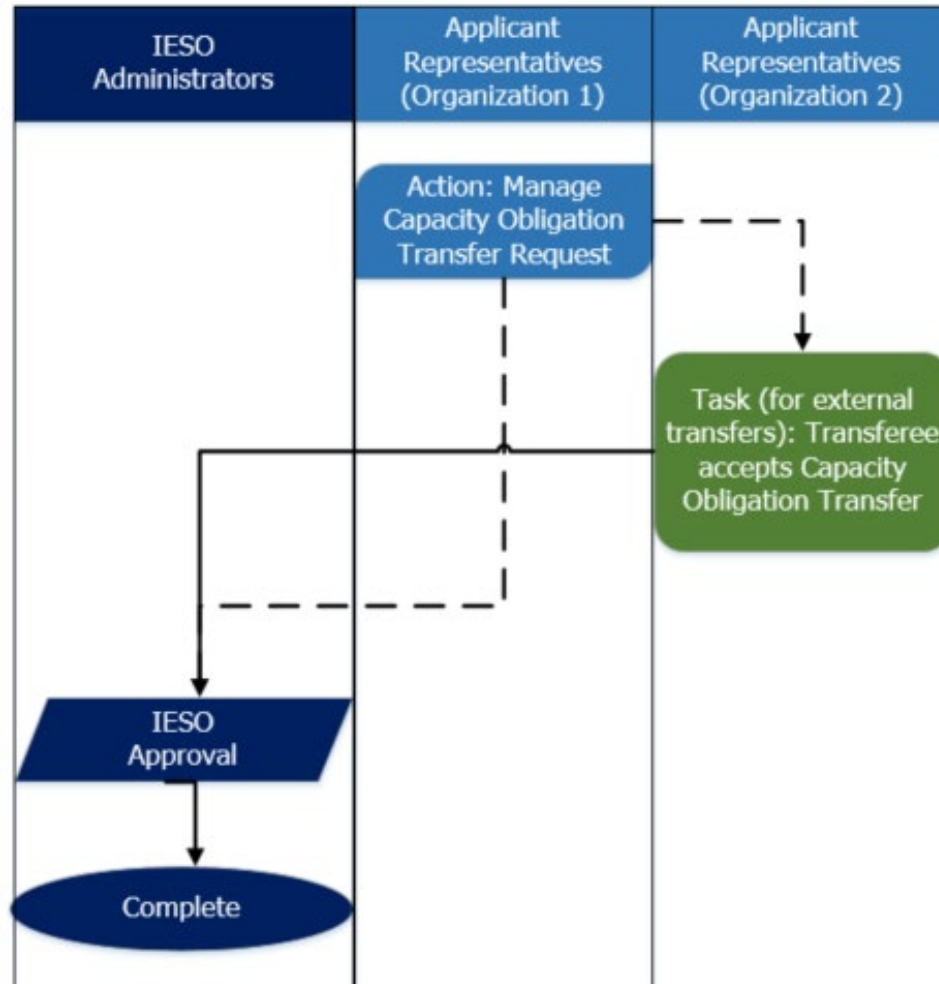 IESO
Administrators
Applicant
Representatives
(Organization 1)
Applicant
Representatives
(Organization 2)
Action: Manage
Capacity Obligation
Transfer Request
Task (for external
transfers): Transferee
accepts Capacity
Obligation Transfer
IESO
Approval
Complete